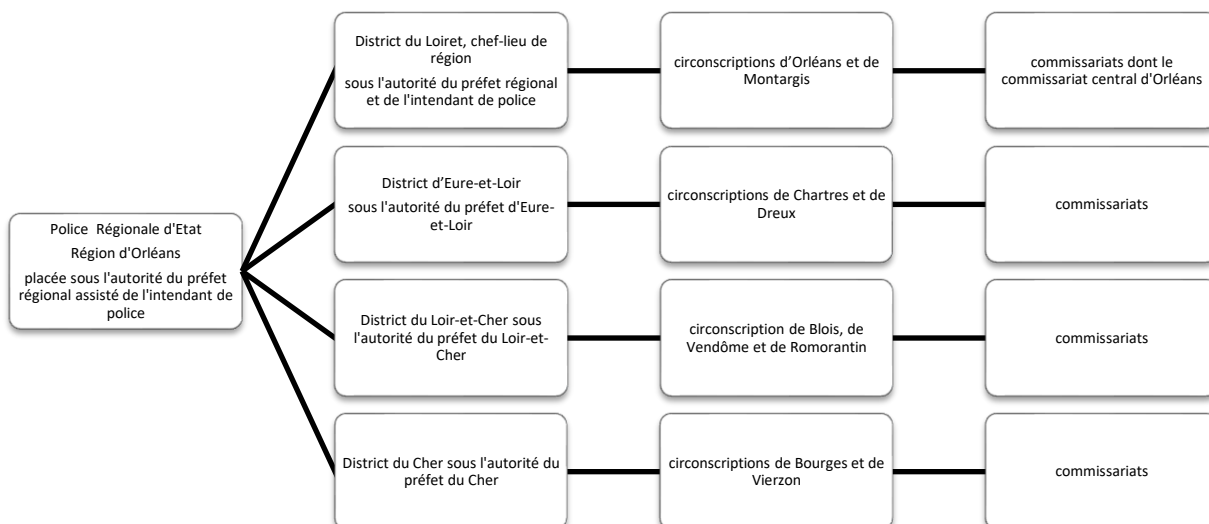 Police Régionale d'Etat
Région d'Orléans
placée sous l'autorité du préfet
régional assisté de l'intendant de
police
District du Loiret, chef-lieu de
région
sous l'autorité du préfet régional
et de l'intendant de police
circonscriptions d’Orléans et de
Montargis
commissariats dont le
commissariat central d'Orléans
District d’Eure-et-Loir
sous l'autorité du préfet d'Eure-
et-Loir
circonscriptions de Chartres et de
Dreux
commissariats
District du Loir-et-Cher sous
l'autorité du préfet du Loir-et-
Cher
circonscription de Blois, de
Vendôme et de Romorantin
commissariats
District du Cher sous l'autorité du
préfet du Cher
circonscriptions de Bourges et de
Vierzon
commissariats